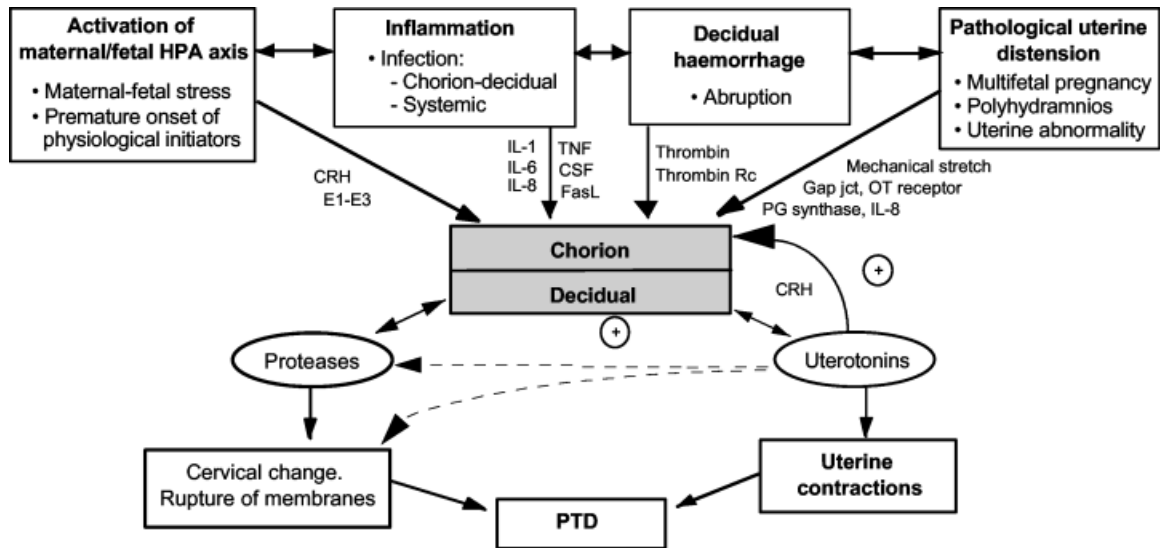 Activation of
maternal/fetal HPA axis
• Maternal-fetal stress
• Premature onset of
physiological initiators
Inflammation
• Infection:
- Chorion-decidual
- Systemic
Decidual
haemorrhage
• Abruption
Pathological uterine
distension
• Multifetal pregnancy
• Polyhydramnios
• Uterine abnormality
CRH
E1-E3
IL-1
IL-6
IL-8
TNF
CSF
FasL
Thrombin
Thrombin Rc
Mechanical stretch
Gap jct, OT receptor
PG synthase, IL-8
Chorion
Decidual
+
CRH
+
Proteases
Uterotonins
Cervical change.
Rupture of membranes
PTD
Uterine
contractions